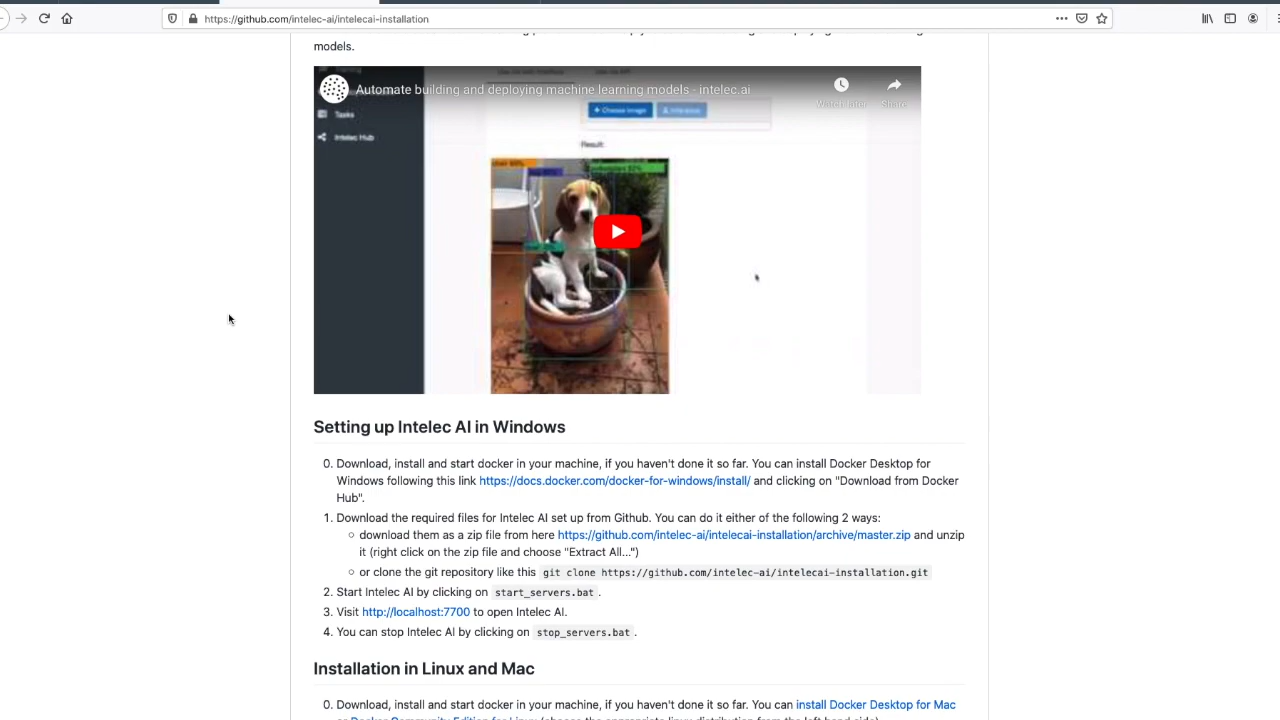 https://github.com/intelec-ai/intelecai-installation
models.
Automate building and deploying machine learning models - intelec.ai
Watch later
Share
Tasks
Choose Image
Inference
Intelec Hub
Result:
Setting up Intelec AI in Windows
0. Download, install and start docker in your machine, if you haven't done it so far. You can install Docker Desktop for
Windows following this link https://docs.docker.com/docker-for-windows/install/ and clicking on "Download from Docker
Hub".
1. Download the required files for Intelec AI set up from Github. You can do it either of the following 2 ways:
download them as a zip file from here https://github.com/intelec-ai/intelecai-installation/archive/master.zip and unzip
it (right click on the zip file and choose "Extract All...")
or clone the git repository like this git clone https://github.com/intelec-ai/intelecai-installation.git
2. Start Intelec AI by clicking on start_servers.bat .
3. Visit http://localhost:7700 to open Intelec AI.
4. You can stop Intelec AI by clicking on stop_servers.bat .
Installation in Linux and Mac
0. Download, install and start docker in your machine, if you haven't done it so far. You can install Docker Desktop for Mac